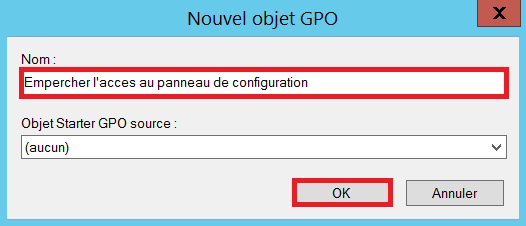 Nouvel objet GPO
x
Nom :
Empercher l'acces au panneau de configuration
Objet Starter GPO source :
(aucun)
OK
Annuler